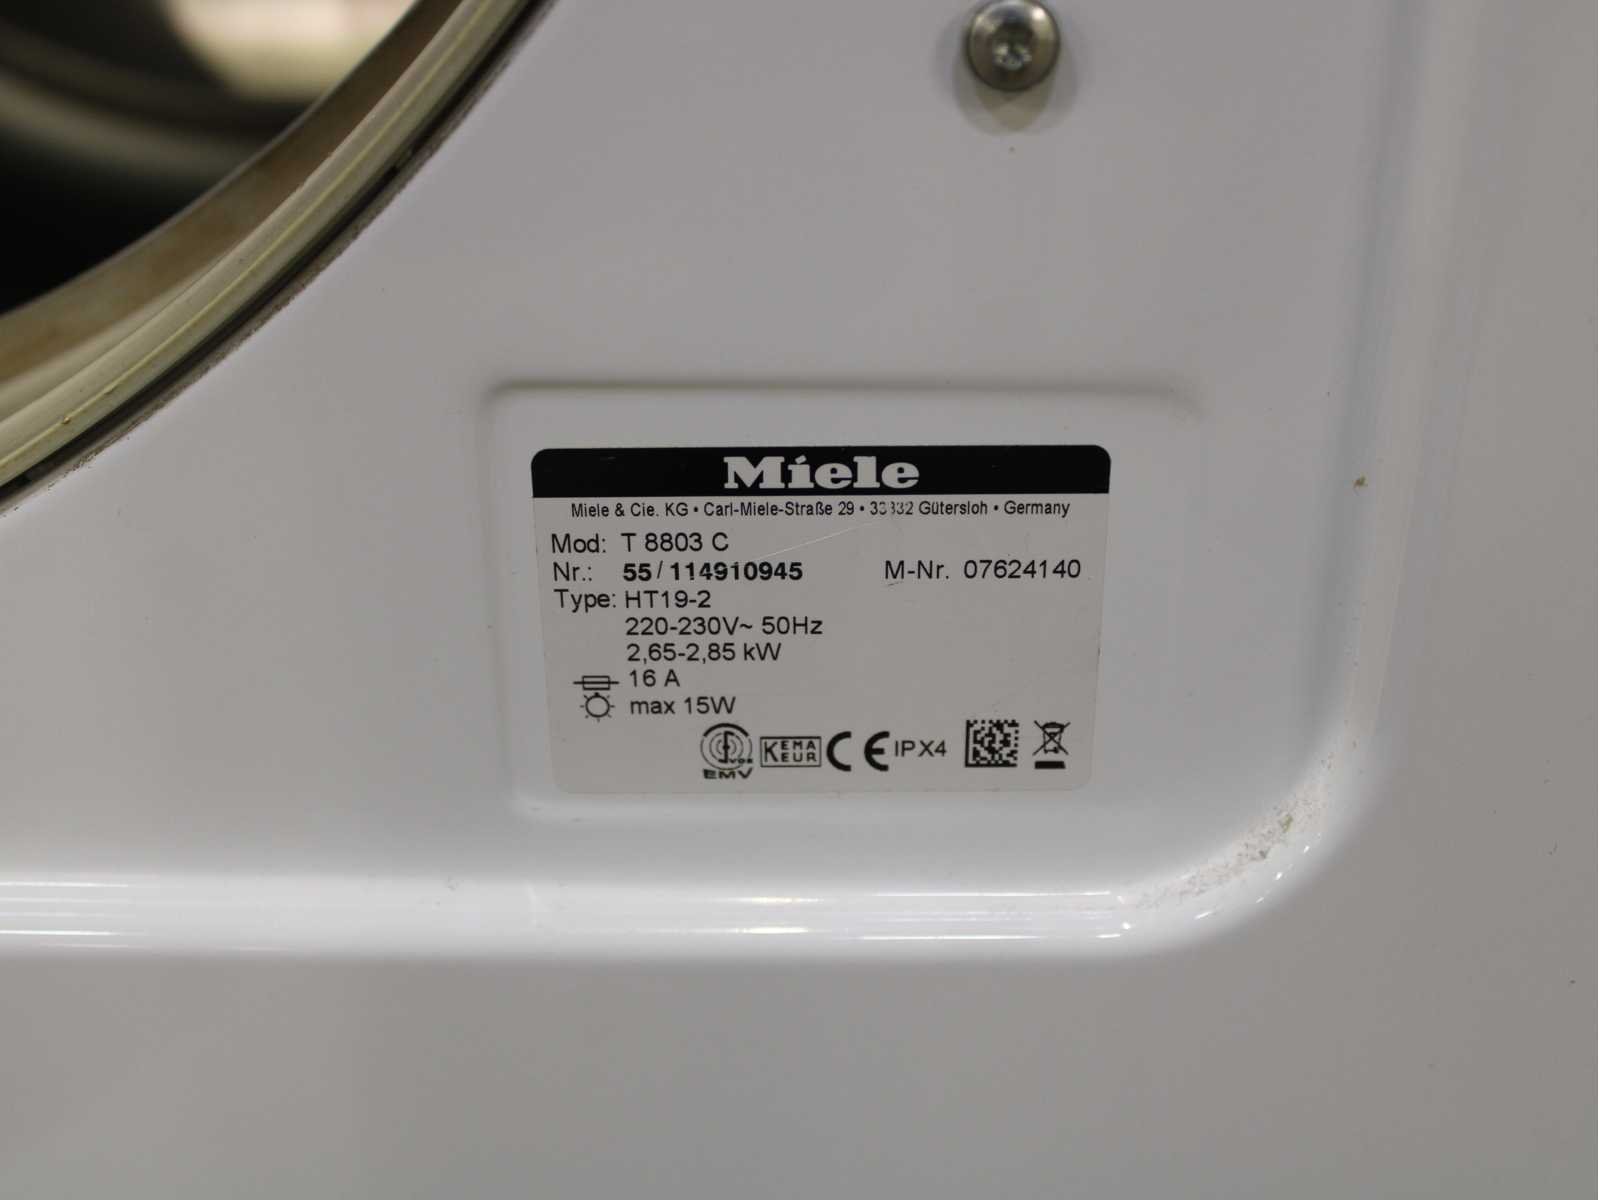 Miele
Miele & Cie. KG • Carl-Miele-Straße 29 • 33332 Gütersloh • Germany
Mod: T 8803 C
Nr.: 55 / 114910945 M-Nr. 07624140
Type: HT19-2
220-230V~ 50Hz
2,65-2,85 kW
16 A
max 15W
VDE
EMV
KEMA
KEUR
CE IPX4